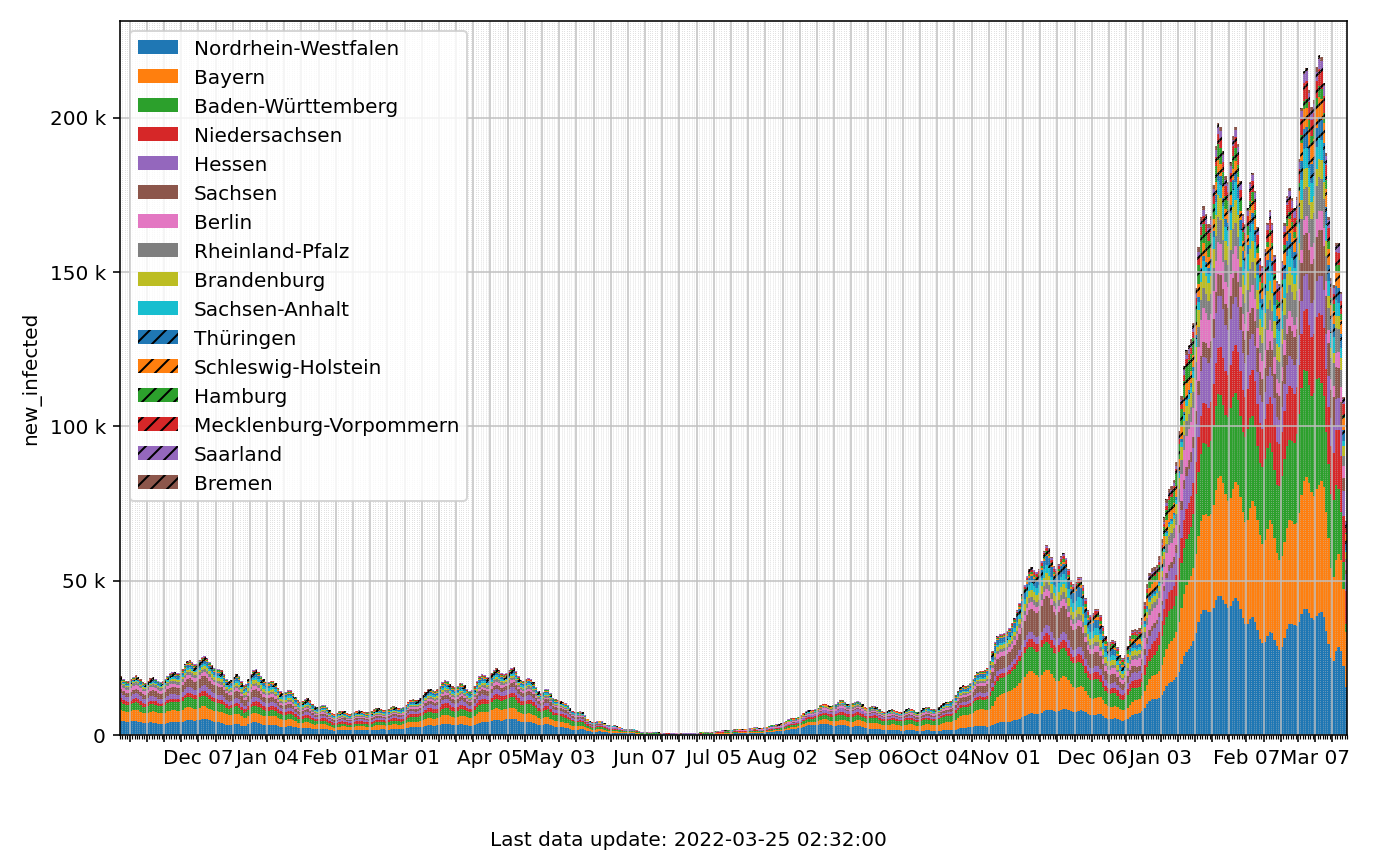 new_infected
200 k
150 k
100 k
50 k
0
Nordrhein-Westfalen
Bayern
Baden-Württemberg
Niedersachsen
Hessen
Sachsen
Berlin
Rheinland-Pfalz
Brandenburg
Sachsen-Anhalt
Thüringen
Schleswig-Holstein
Hamburg
Mecklenburg-Vorpommern
Saarland
Bremen
Dec 07 Jan 04 Feb 01 Mar 01 Apr 05 May 03 Jun 07 Jul 05 Aug 02 Sep 06 Oct 04 Nov 01 Dec 06 Jan 03 Feb 07 Mar 07
Last data update: 2022-03-25 02:32:00